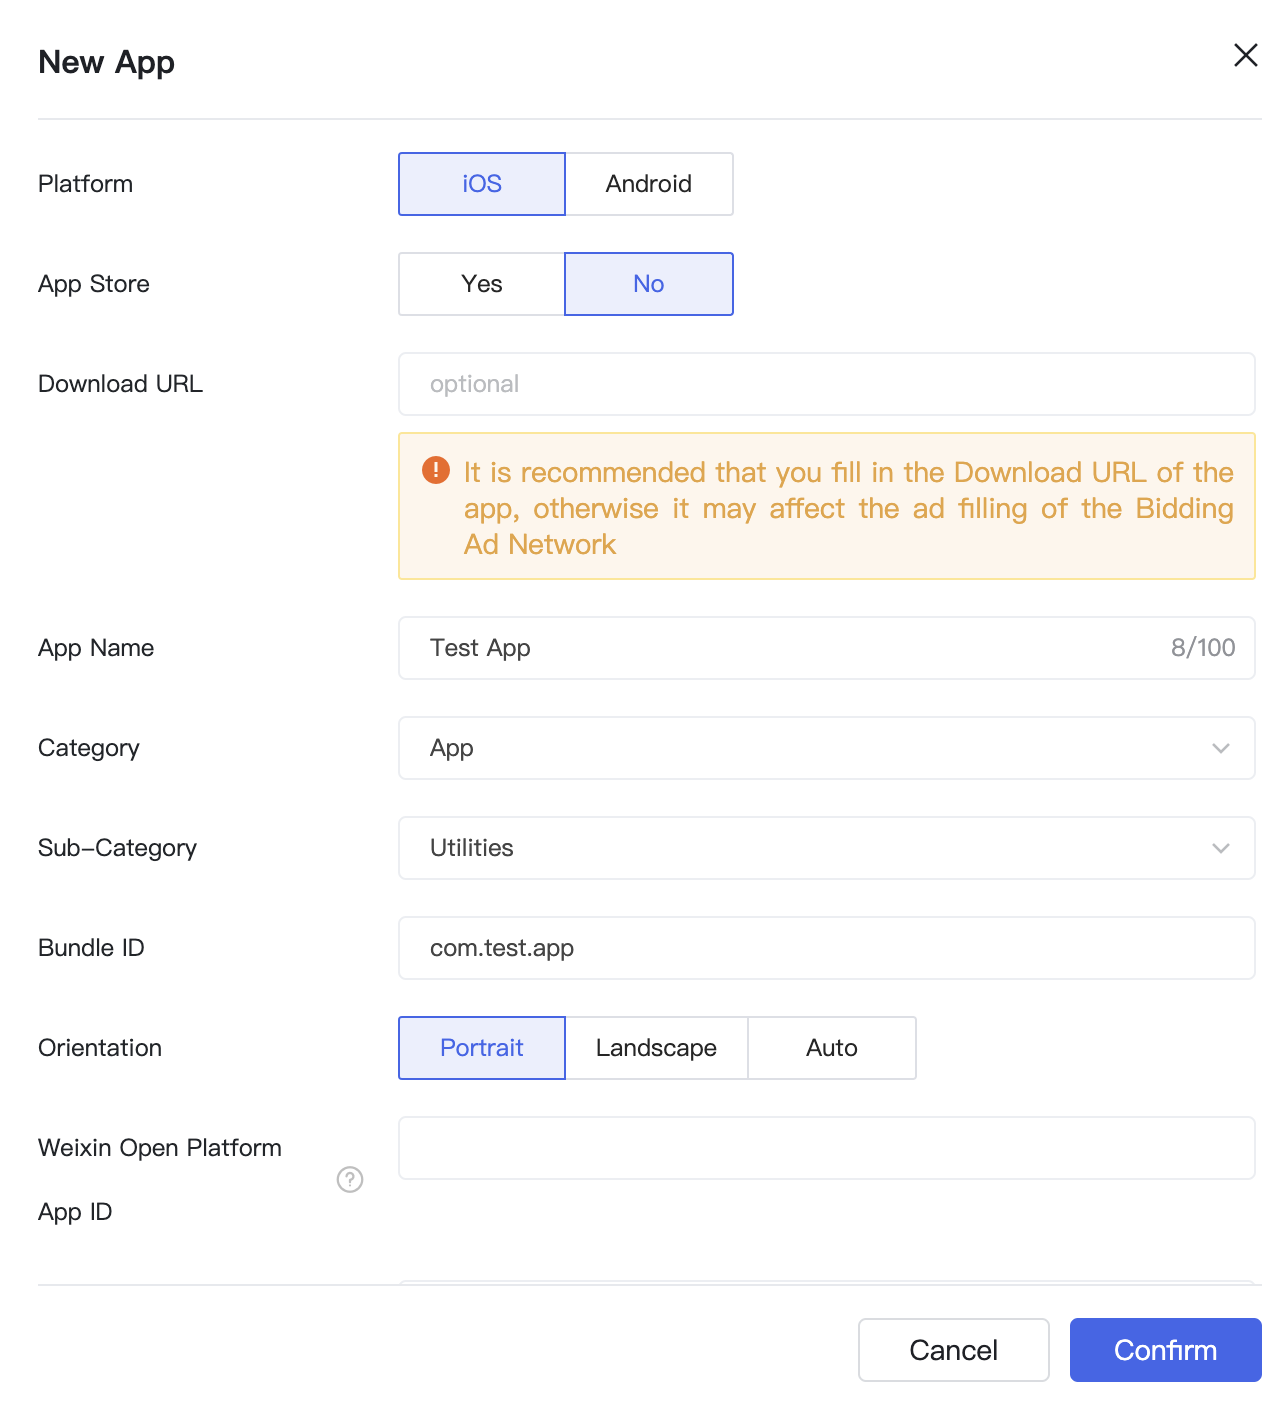 New App
Platform
iOS
Android
App Store
Yes
No
Download URL
optional
It is recommended that you fill in the Download URL of the
app, otherwise it may affect the ad filling of the Bidding
Ad Network
App Name
Test App
8/100
Category
App
Sub-Category
Utilities
Bundle ID
com.test.app
Orientation
Portrait
Landscape
Auto
Weixin Open Platform
App ID
Cancel
Confirm